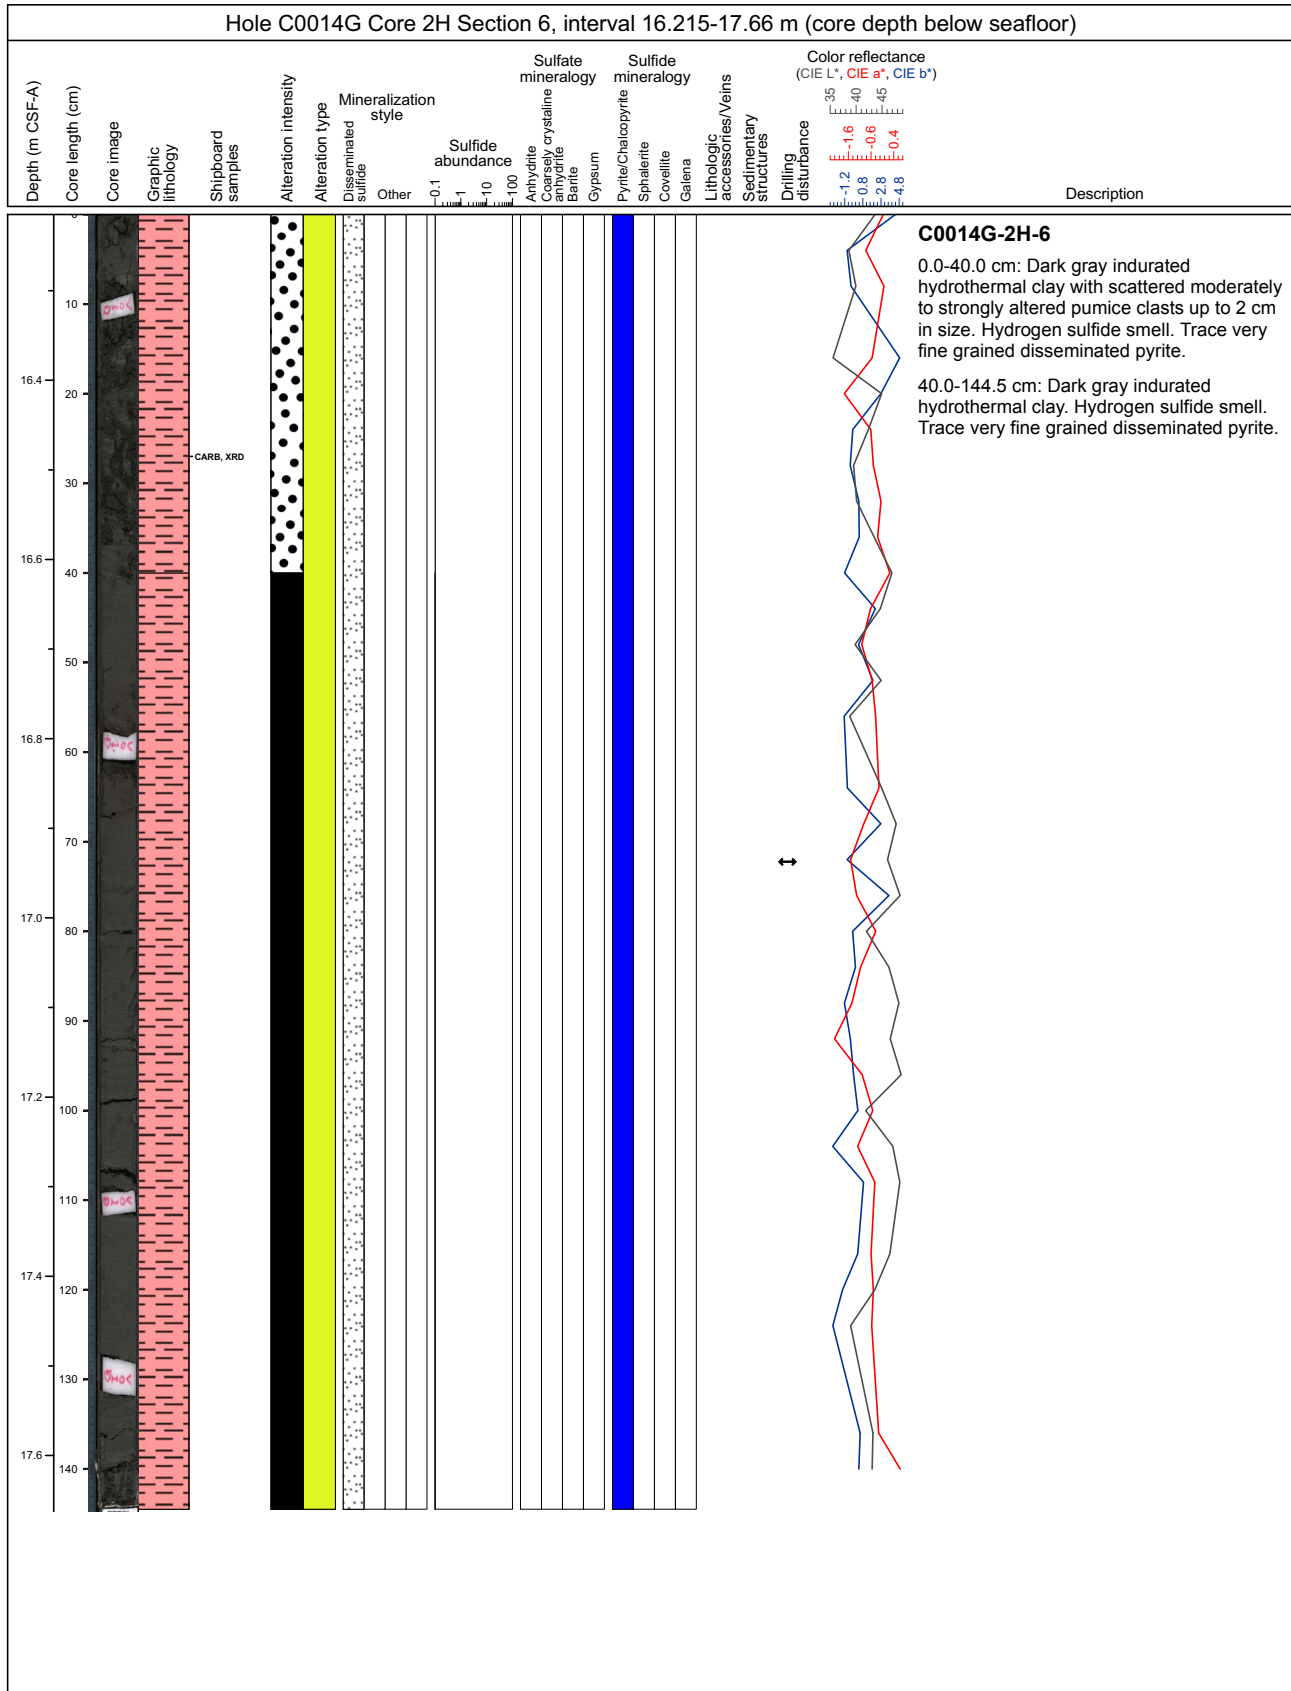 Hole C0014G Core 2H Section 6, interval 16.215-17.66 m (core depth below seafloor)
Depth (m CSF-A)
Core length (cm)
Core image
Graphic
lithology
Shipboard
samples
Alteration intensity
Alteration type
Mineralization
style
Disseminated
sulfide
Other
Sulfide
abundance
0.1
1
10
100
Sulfate
mineralogy
Anhydrite
Coarsely crystaline
anhydrite
Barite
Gypsum
Sulfide
mineralogy
Pyrite/Chalcopyrite
Sphalerite
Covellite
Galena
Lithologic
accessories/Veins
Sedimentary
structures
Drilling
disturbance
Color reflectance
(CIE L*, CIE a*, CIE b*)
35
40
45
-1.6
-0.6
0.4
-1.2
0.8
2.8
4.8
Description
C0014G-2H-6
0.0-40.0 cm: Dark gray indurated
hydrothermal clay with scattered moderately
to strongly altered pumice clasts up to 2 cm
in size. Hydrogen sulfide smell. Trace very
fine grained disseminated pyrite.
40.0-144.5 cm: Dark gray indurated
hydrothermal clay. Hydrogen sulfide smell.
Trace very fine grained disseminated pyrite.
0
10
16.4
20
CARB, XRD
30
16.6
40
50
16.8
60
70
17.0
80
90
17.2
100
110
17.4
120
130
17.6
140